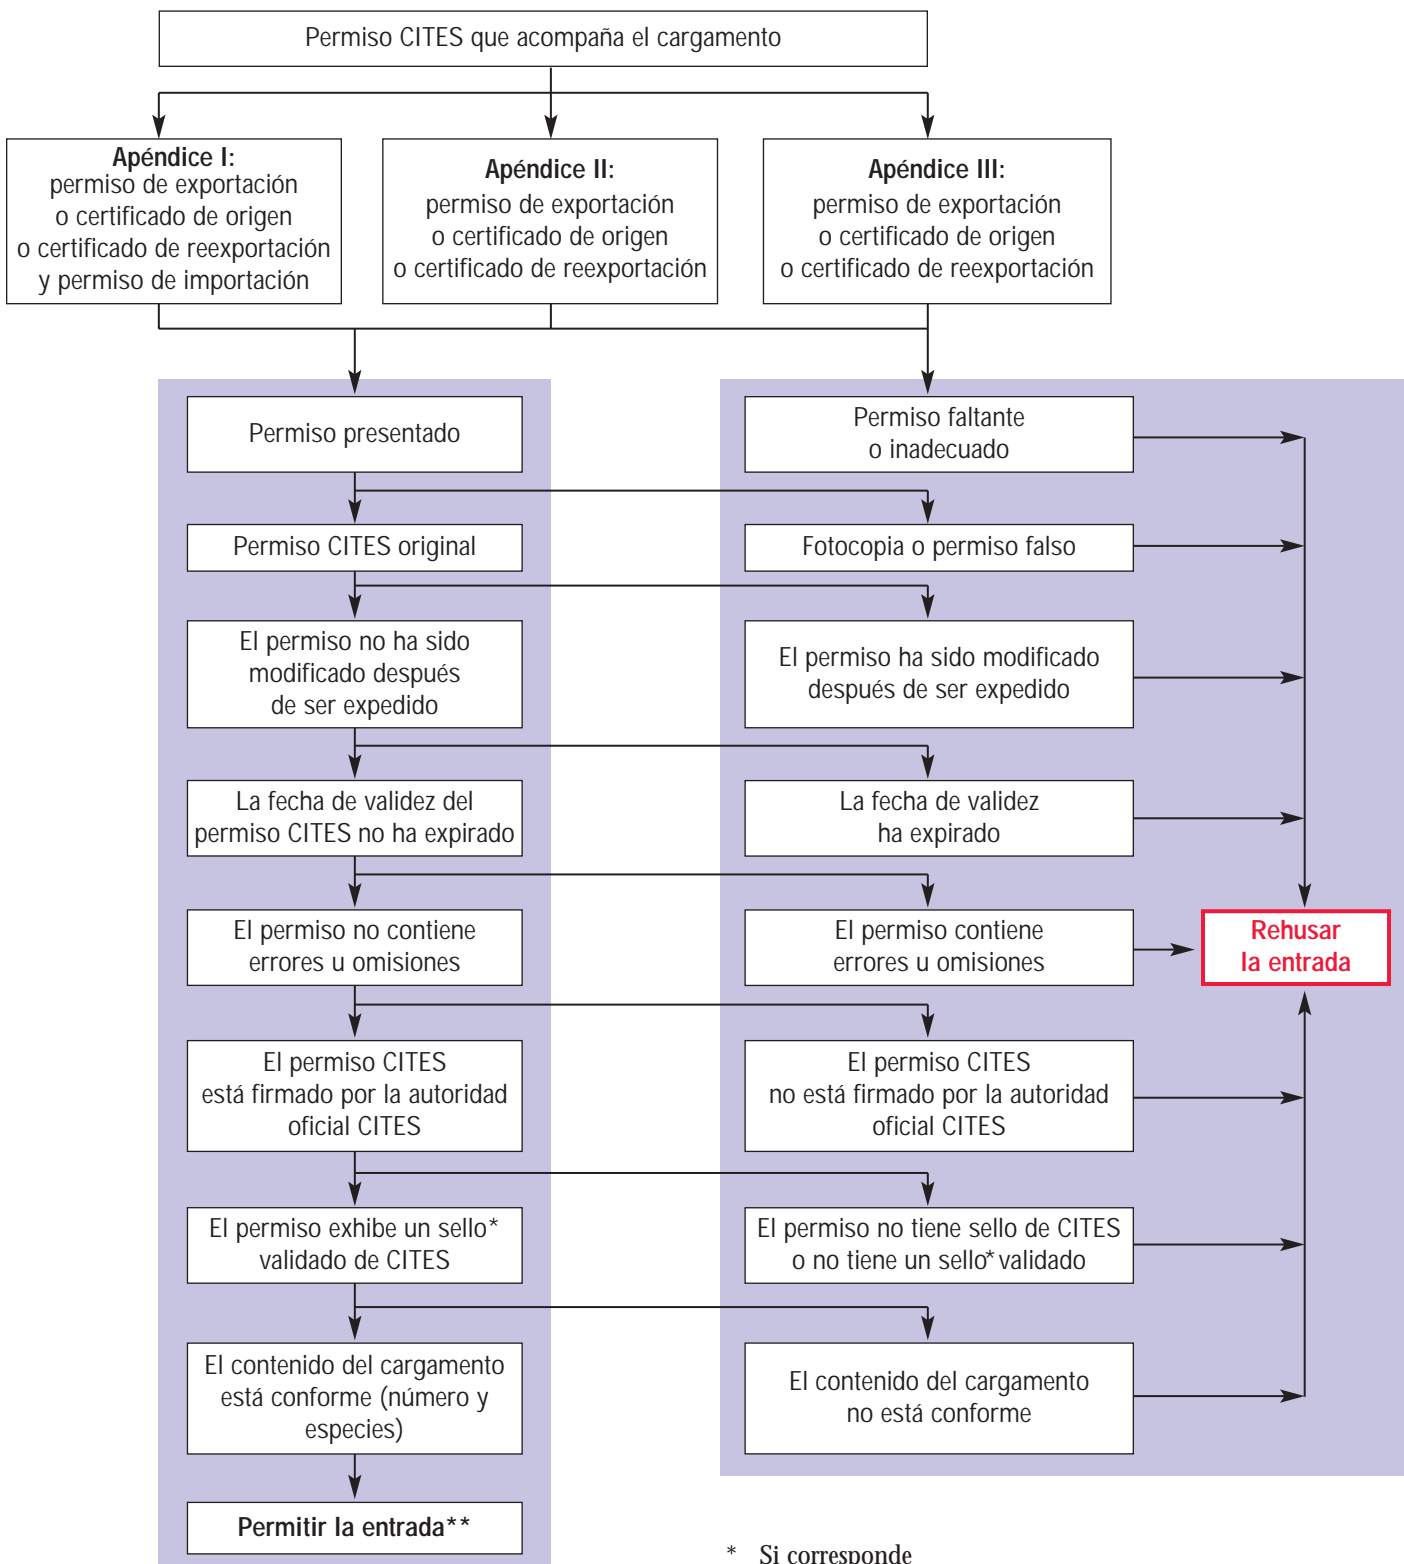 Permiso CITES que acompaña el cargamento
Apéndice I:
permiso de exportación
o certificado de origen
o certificado de reexportación
y permiso de importación
Apéndice II:
permiso de exportación
o certificado de origen
o certificado de reexportación
Apéndice III:
permiso de exportación
o certificado de origen
o certificado de reexportación
Permiso presentado
Permiso faltante
o inadecuado
Permiso CITES original
Fotocopia o permiso falso
El permiso no ha sido
modificado después
de ser expedido
El permiso ha sido modificado
después de ser expedido
La fecha de validez del
permiso CITES no ha expirado
La fecha de validez
ha expirado
El permiso no contiene
errores u omisiones
El permiso contiene
errores u omisiones
Rehusar
la entrada
El permiso CITES
está firmado por la autoridad
oficial CITES
El permiso CITES
no está firmado por la autoridad
oficial CITES
El permiso exhibe un sello*
validado de CITES
El permiso no tiene sello de CITES
o no tiene un sello* validado
El contenido del cargamento
está conforme (número y
especies)
El contenido del cargamento
no está conforme
Permitir la entrada**
* Si corresponde